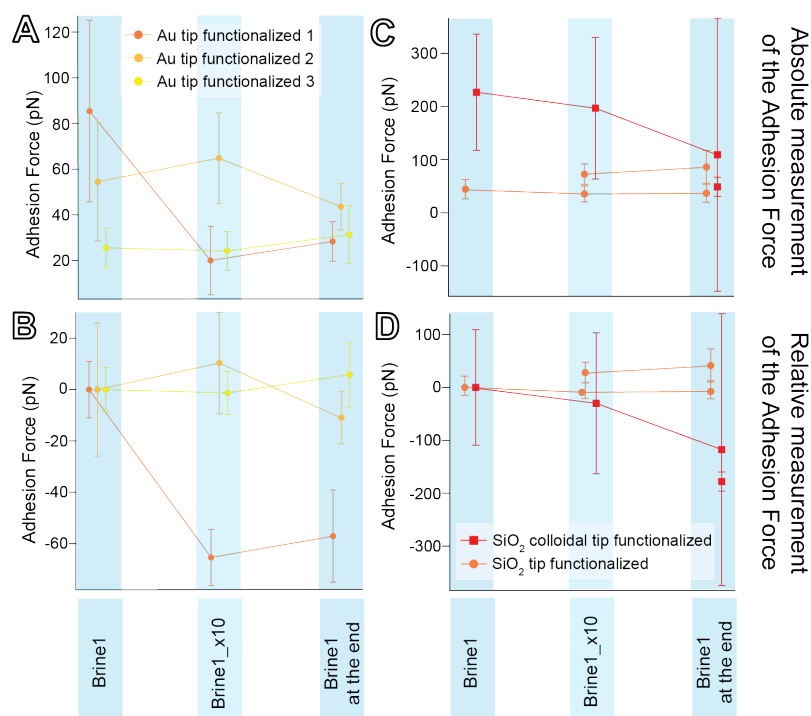 A
Adhesion Force (pN)
120
100
80
60
40
20
Au tip functionalized 1
Au tip functionalized 2
Au tip functionalized 3
C
Adhesion Force (pN)
300
200
100
0
-100
Absolute measurement
of the Adhesion Force
B
Adhesion Force (pN)
20
0
-20
-40
-60
D
Adhesion Force (pN)
100
0
-100
-200
-300
SiO₂ colloidal tip functionalized
SiO₂ tip functionalized
Relative measurement
of the Adhesion Force
Brine1
Brine1_x10
Brine1
at the end
Brine1
Brine1_x10
Brine1
at the end